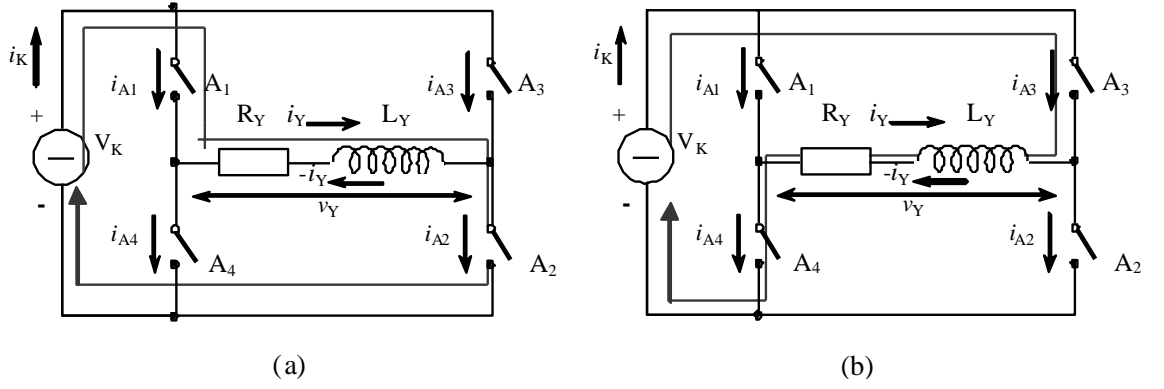 i_K
i_A1
A_1
i_A3
A_3
+
R_Y
i_Y
L_Y
V_K
-i_Y
-
v_Y
i_A4
A_4
i_A2
A_2
(a)
i_K
i_A1
A_1
i_A3
A_3
+
R_Y
i_Y
L_Y
V_K
-i_Y
-
v_Y
i_A4
A_4
i_A2
A_2
(b)